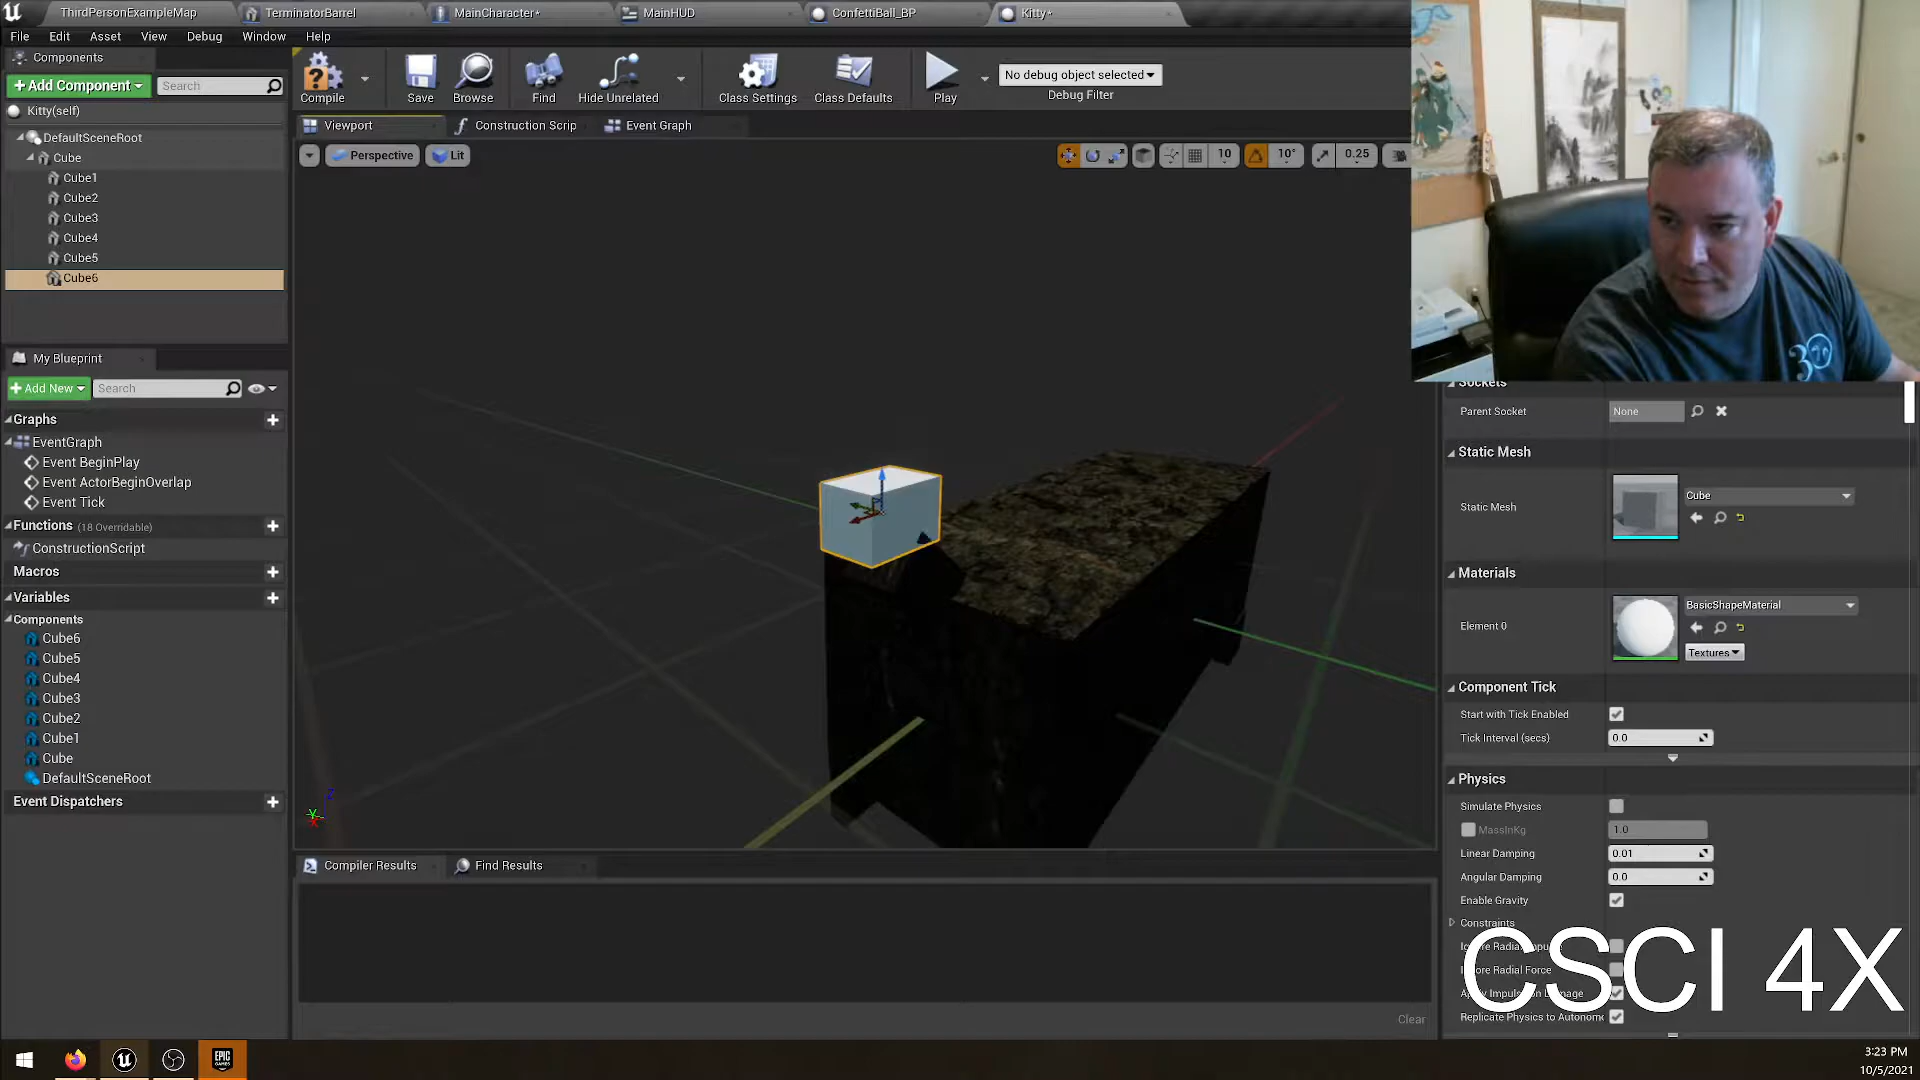 ThirdPersonExampleMap
TerminatorBarrel
MainCharacter*
MainHUD
ConfettiBall_BP
Kitty*
File Edit Asset View Debug Window Help
Components
+Add Component
Search
Kitty(self)
DefaultSceneRoot
Cube
Cube1
Cube2
Cube3
Cube4
Cube5
Cube6
Compile
Save
Browse
Find
Hide Unrelated
Class Settings
Class Defaults
Play
No debug object selected
Debug Filter
Viewport
Construction Scrip
Event Graph
Perspective
Lit
10
10°
0.25
My Blueprint
+Add New
Search
Graphs
EventGraph
Event BeginPlay
Event ActorBeginOverlap
Event Tick
Functions (18 Overridable)
ConstructionScript
Macros
Variables
Components
Cube6
Cube5
Cube4
Cube3
Cube2
Cube1
Cube
DefaultSceneRoot
Event Dispatchers
Compiler Results
Find Results
Clear
Sockets
Parent Socket
None
Static Mesh
Static Mesh
Cube
Materials
Element 0
BasicShapeMaterial
Textures
Component Tick
Start with Tick Enabled
Tick Interval (secs)
0.0
Physics
Simulate Physics
MassInKg
1.0
Linear Damping
0.01
Angular Damping
0.0
Enable Gravity
Constraints
Radial Force
Replicate Physics to Autonom
CSCI 4X
EPIC
GAMES
3:23 PM
10/5/2021